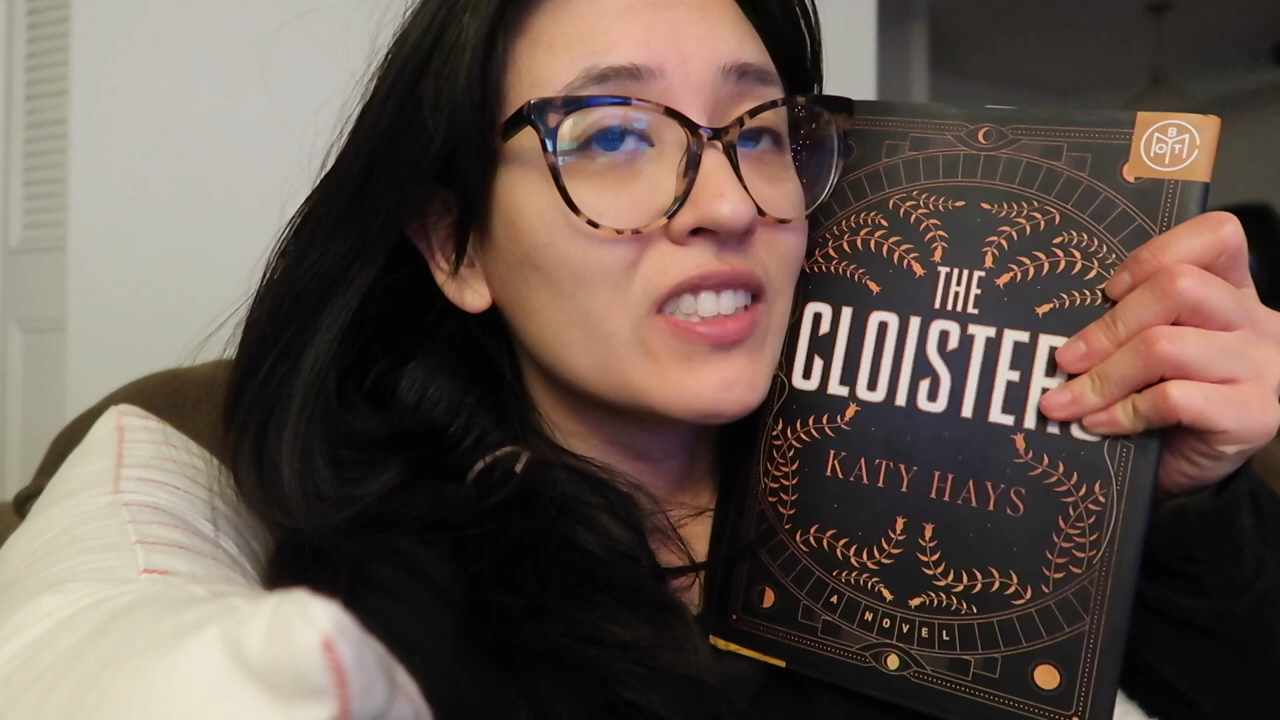 BOTM
THE
CLOISTERS
KATY HAYS
A NOVEL